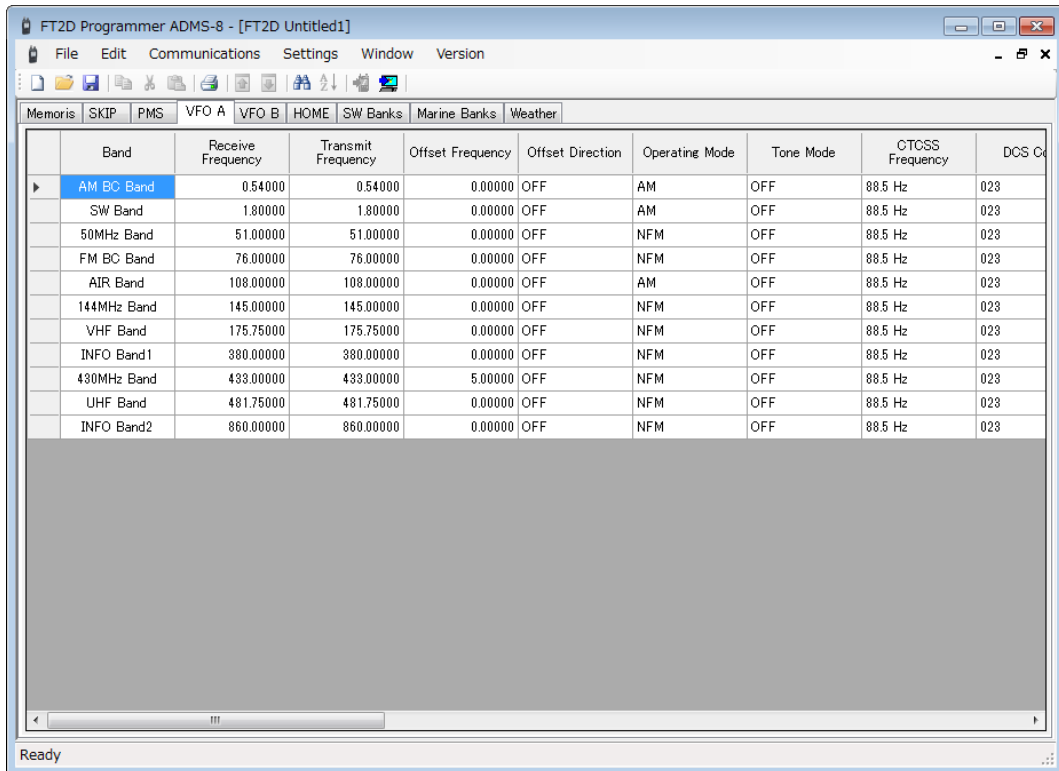 FT2D Programmer ADMS-8 - [FT2D Untitled1]
File Edit Communications Settings Window Version
Memoris SKIP PMS VFO A VFO B HOME SW Banks Marine Banks Weather
Band Receive Frequency Transmit Frequency Offset Frequency Offset Direction Operating Mode Tone Mode CTCSS Frequency DCS Co
AM BC Band 0.54000 0.54000 0.00000 OFF AM OFF 88.5 Hz 023
SW Band 1.80000 1.80000 0.00000 OFF AM OFF 88.5 Hz 023
50MHz Band 51.00000 51.00000 0.00000 OFF NFM OFF 88.5 Hz 023
FM BC Band 76.00000 76.00000 0.00000 OFF NFM OFF 88.5 Hz 023
AIR Band 108.00000 108.00000 0.00000 OFF AM OFF 88.5 Hz 023
144MHz Band 145.00000 145.00000 0.00000 OFF NFM OFF 88.5 Hz 023
VHF Band 175.75000 175.75000 0.00000 OFF NFM OFF 88.5 Hz 023
INFO Band1 380.00000 380.00000 0.00000 OFF NFM OFF 88.5 Hz 023
430MHz Band 433.00000 433.00000 5.00000 OFF NFM OFF 88.5 Hz 023
UHF Band 481.75000 481.75000 0.00000 OFF NFM OFF 88.5 Hz 023
INFO Band2 860.00000 860.00000 0.00000 OFF NFM OFF 88.5 Hz 023
Ready